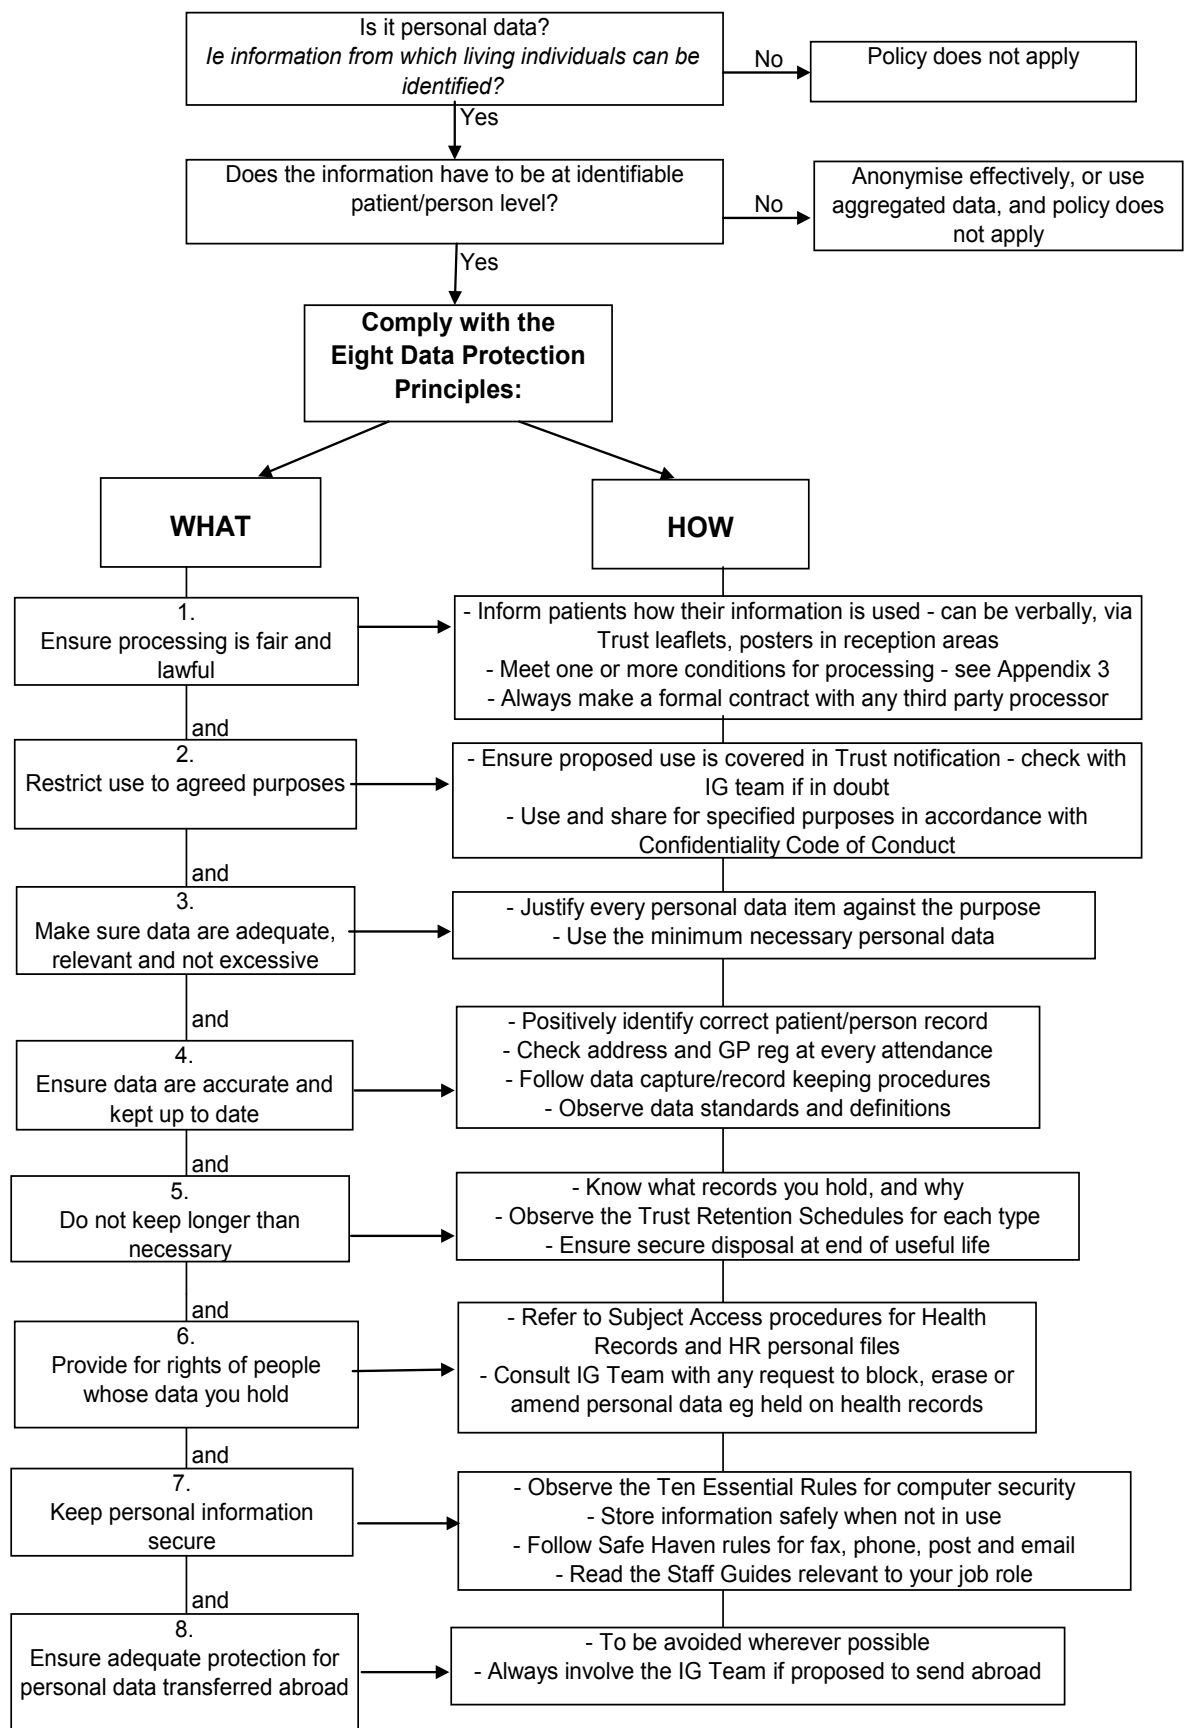 Is it personal data?
Ie information from which living individuals can be
identified?
No
Policy does not apply
Yes
Does the information have to be at identifiable
patient/person level?
No
Anonymise effectively, or use
aggregated data, and policy does
not apply
Yes
Comply with the
Eight Data Protection
Principles:
WHAT
HOW
1.
Ensure processing is fair and
lawful
- Inform patients how their information is used - can be verbally, via
Trust leaflets, posters in reception areas
- Meet one or more conditions for processing - see Appendix 3
- Always make a formal contract with any third party processor
and
2.
Restrict use to agreed purposes
- Ensure proposed use is covered in Trust notification - check with
IG team if in doubt
- Use and share for specified purposes in accordance with
Confidentiality Code of Conduct
and
3.
Make sure data are adequate,
relevant and not excessive
- Justify every personal data item against the purpose
- Use the minimum necessary personal data
and
4.
Ensure data are accurate and
kept up to date
- Positively identify correct patient/person record
- Check address and GP reg at every attendance
- Follow data capture/record keeping procedures
- Observe data standards and definitions
and
5.
Do not keep longer than
necessary
- Know what records you hold, and why
- Observe the Trust Retention Schedules for each type
- Ensure secure disposal at end of useful life
and
6.
Provide for rights of people
whose data you hold
- Refer to Subject Access procedures for Health
Records and HR personal files
- Consult IG Team with any request to block, erase or
amend personal data eg held on health records
and
7.
Keep personal information
secure
- Observe the Ten Essential Rules for computer security
- Store information safely when not in use
- Follow Safe Haven rules for fax, phone, post and email
- Read the Staff Guides relevant to your job role
and
8.
Ensure adequate protection for
personal data transferred abroad
- To be avoided wherever possible
- Always involve the IG Team if proposed to send abroad